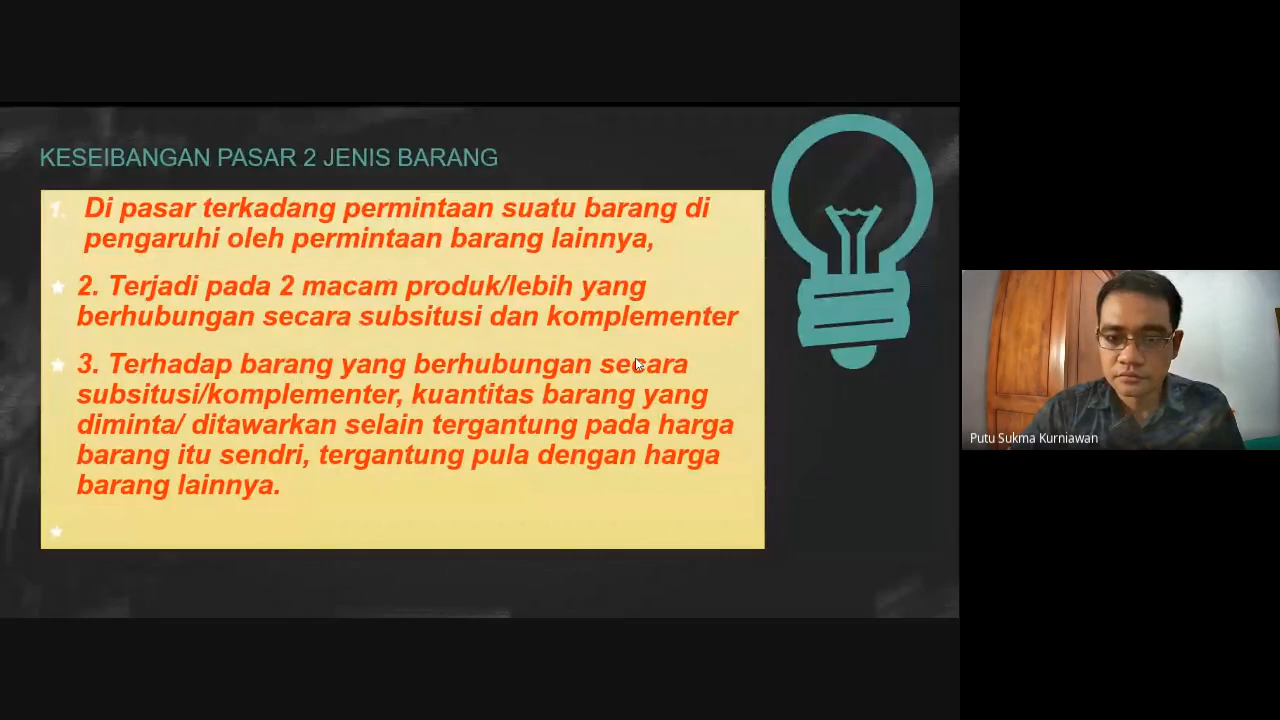 KESEIBANGAN PASAR 2 JENIS BARANG
1. Di pasar terkadang permintaan suatu barang di
pengaruhi oleh permintaan barang lainnya,
2. Terjadi pada 2 macam produk/lebih yang
berhubungan secara subsitusi dan komplementer
3. Terhadap barang yang berhubungan secara
subsitusi/komplementer, kuantitas barang yang
diminta/ ditawarkan selain tergantung pada harga
barang itu sendri, tergantung pula dengan harga
barang lainnya.
Putu Sukma Kurniawan